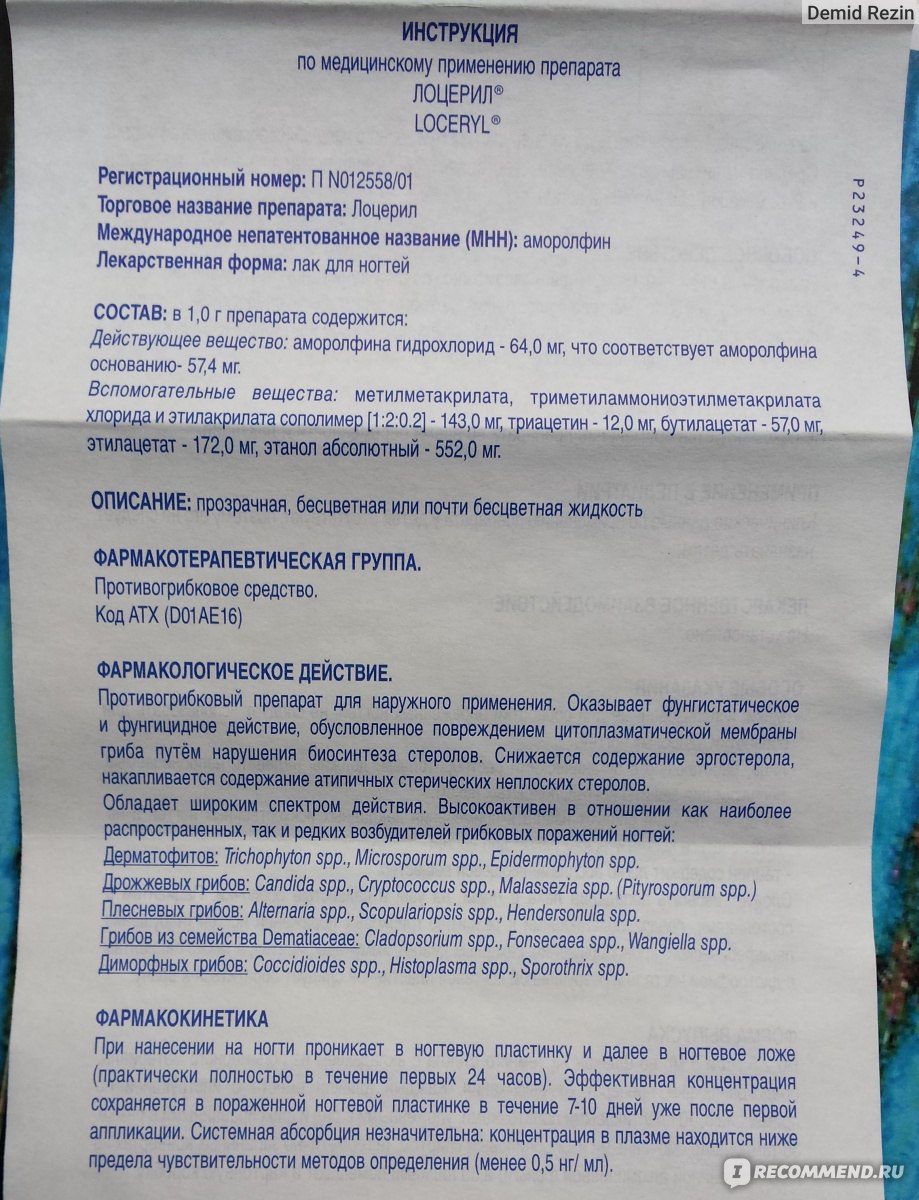 Demid Rezin
ИНСТРУКЦИЯ
по медицинскому применению препарата
ЛОЦЕРИЛ®
LOCERYL®
Регистрационный номер: П N012558/01
Торговое название препарата: Лоцерил
Международное непатентованное название (МНН): аморолфин
Лекарственная форма: лак для ногтей
P23249-4
СОСТАВ: в 1,0 г препарата содержится:
Действующее вещество: аморолфина гидрохлорид - 64,0 мг, что соответствует аморолфина
основанию- 57,4 мг.
Вспомогательные вещества: метилметакрилата, триметиламмониоэтилметакрилата
хлорида и этилакрилата сополимер [1:2:0.2] - 143,0 мг, триацетин - 12,0 мг, бутилацетат - 57,0 мг,
этилацетат - 172,0 мг, этанол абсолютный - 552,0 мг.
ОПИСАНИЕ: прозрачная, бесцветная или почти бесцветная жидкость
ФАРМАКОТЕРАПЕВТИЧЕСКАЯ ГРУППА.
Противогрибковое средство.
Код АТХ (D01AE16)
ФАРМАКОЛОГИЧЕСКОЕ ДЕЙСТВИЕ.
Противогрибковый препарат для наружного применения. Оказывает фунгистатическое
и фунгицидное действие, обусловленное повреждением цитоплазматической мембраны
гриба путём нарушения биосинтеза стеролов. Снижается содержание эргостерола,
накапливается содержание атипичных стерических неплоских стеролов.
Обладает широким спектром действия. Высокоактивен в отношении как наиболее
распространенных, так и редких возбудителей грибковых поражений ногтей:
Дерматофитов: Trichophyton spp., Microsporum spp., Epidermophyton spp.
Дрожжевых грибов: Candida spp., Cryptococcus spp., Malassezia spp. (Pityrosporum spp.)
Плесневых грибов: Alternaria spp., Scopulariopsis spp., Hendersonula spp.
Грибов из семейства Dematiaceae: Cladopsorium spp., Fonsecaea spp., Wangiella spp.
Диморфных грибов: Coccidioides spp., Histoplasma spp., Sporothrix spp.
ФАРМАКОКИНЕТИКА
При нанесении на ногти проникает в ногтевую пластинку и далее в ногтевое ложе
(практически полностью в течение первых 24 часов). Эффективная концентрация
сохраняется в пораженной ногтевой пластинке в течение 7-10 дней уже после первой
аппликации. Системная абсорбция незначительна: концентрация в плазме находится ниже
предела чувствительности методов определения (менее 0,5 нг/ мл).
IRECOMMEND.RU